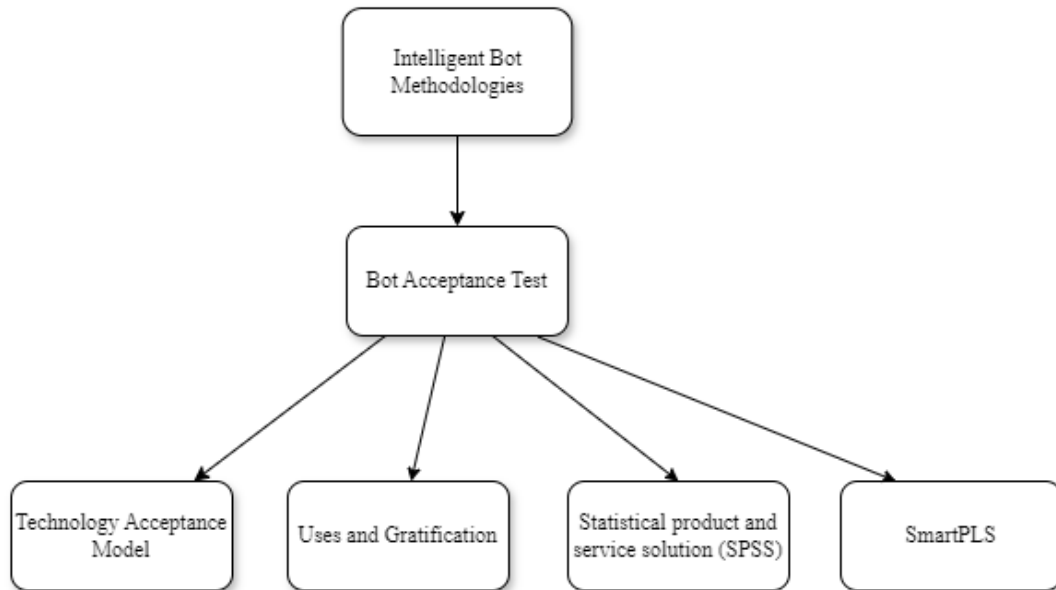 Intelligent Bot
Methodologies
Bot Acceptance Test
Technology Acceptance
Model
Uses and Gratification
Statistical product and
service solution (SPSS)
SmartPLS